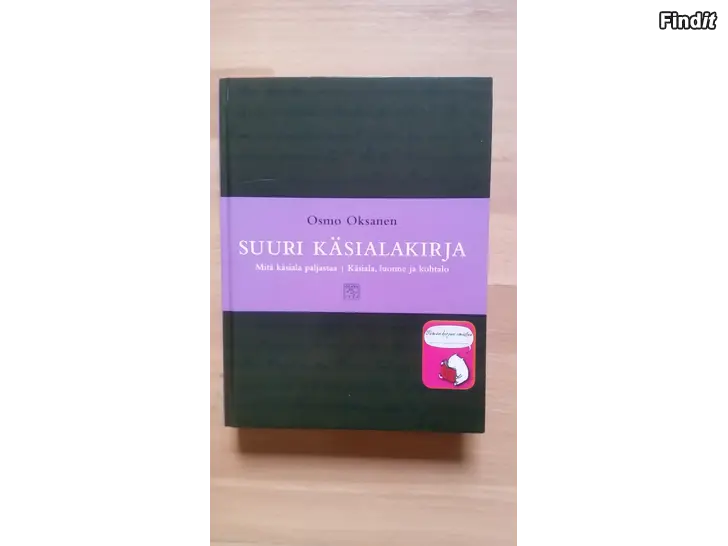 Findit
Osmo Oksanen
SUURI KÄSIALAKIRJA
Mitä käsiala paljastaa | Käsiala, luonne ja kohtalo